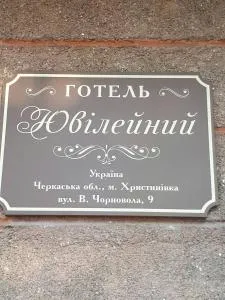 ГОТЕЛЬ
Ювілейний
Україна
Черкаська обл., м. Христинівка
вул. В. Чорновола, 9